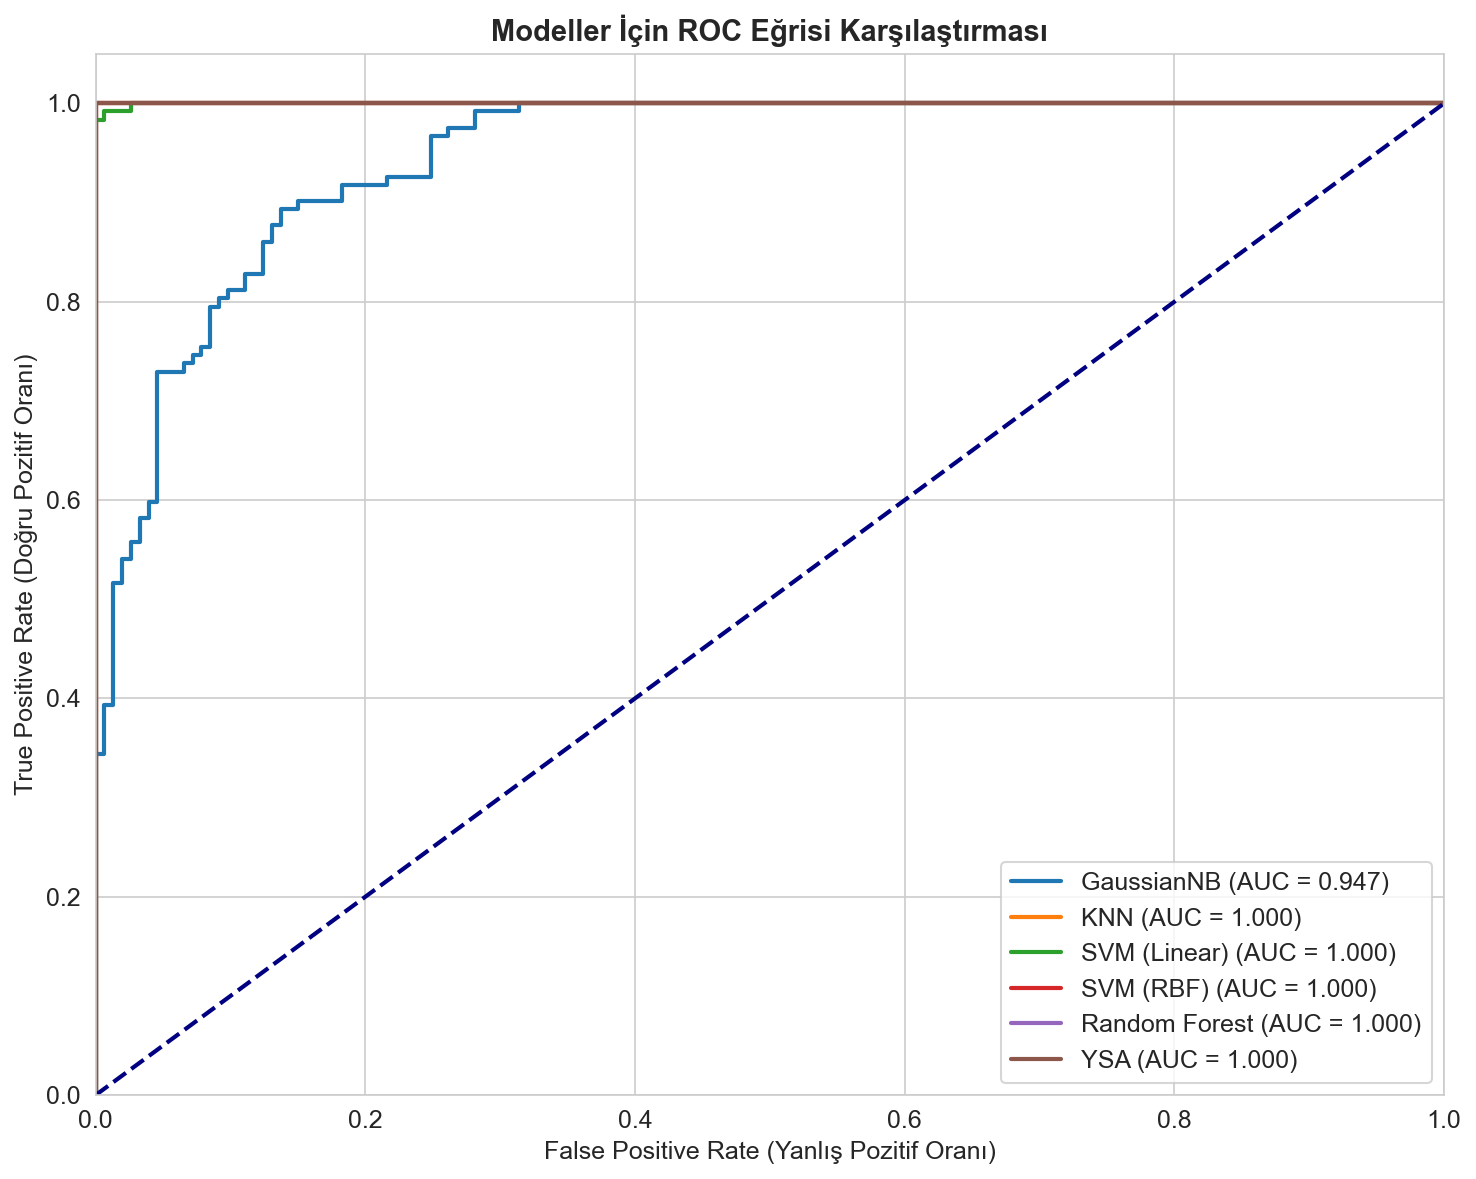 Modeller İçin ROC Eğrisi Karşılaştırması
True Positive Rate (Doğru Pozitif Oranı)
1.0
0.8
0.6
0.4
0.2
0.0
GaussianNB (AUC = 0.947)
KNN (AUC = 1.000)
SVM (Linear) (AUC = 1.000)
SVM (RBF) (AUC = 1.000)
Random Forest (AUC = 1.000)
YSA (AUC = 1.000)
0.0 0.2 0.4 0.6 0.8 1.0
False Positive Rate (Yanlış Pozitif Oranı)